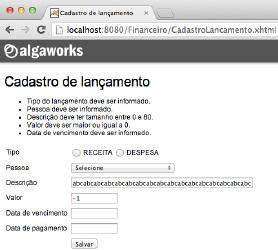 Cadastro de lançamento
localhost:8080/Financeiro/CadastroLancamento.xhtml
algaworks
Cadastro de lançamento
Tipo do lançamento deve ser informado.
Pessoa deve ser informado.
Descrição deve ter tamanho entre 0 e 80.
Valor deve ser maior ou igual a 0.
Data de vencimento deve ser informado.
Tipo RECEITA DESPESA
Pessoa Selecione
Descrição
Valor -1
Data de vencimento
Data de pagamento
Salvar